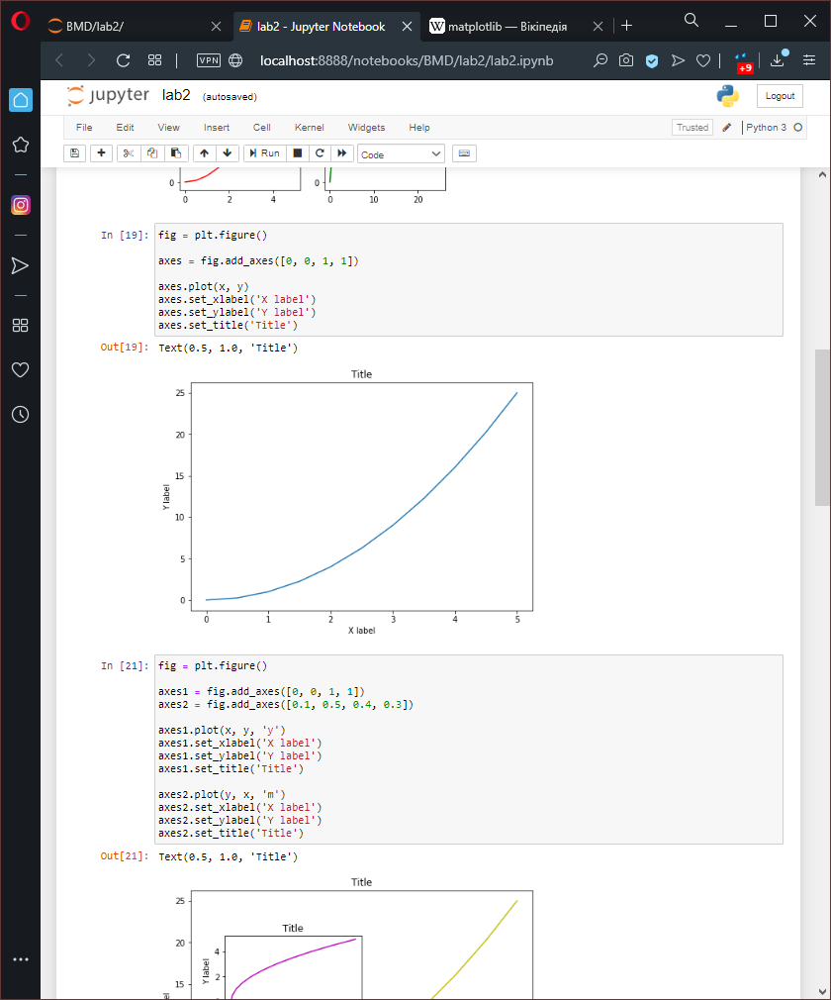 BMD/lab2/
lab2 - Jupyter Notebook
W matplotlib — Вікіпедія
VPN
localhost:8888/notebooks/BMD/lab2/lab2.ipynb
+9
jupyter lab2 (autosaved)
Logout
File Edit View Insert Cell Kernel Widgets Help
Trusted
Python 3
Run
Code
0
0 2 4
0
0 10 20
In [19]:
fig = plt.figure()
axes = fig.add_axes([0, 0, 1, 1])
axes.plot(x, y)
axes.set_xlabel('X label')
axes.set_ylabel('Y label')
axes.set_title('Title')
Out[19]: Text(0.5, 1.0, 'Title')
Title
25
20
15
10
5
0
Y label
0 1 2 3 4 5
X label
In [21]:
fig = plt.figure()
axes1 = fig.add_axes([0, 0, 1, 1])
axes2 = fig.add_axes([0.1, 0.5, 0.4, 0.3])
axes1.plot(x, y, 'y')
axes1.set_xlabel('X label')
axes1.set_ylabel('Y label')
axes1.set_title('Title')
axes2.plot(y, x, 'm')
axes2.set_xlabel('X label')
axes2.set_ylabel('Y label')
axes2.set_title('Title')
Out[21]: Text(0.5, 1.0, 'Title')
Title
25
20
15
Title
4
2
Y label